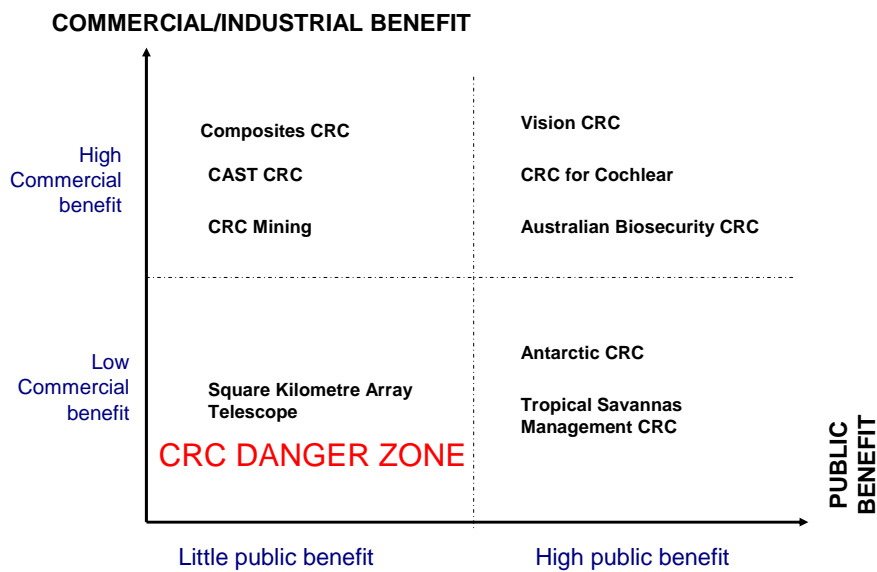 COMMERCIAL/INDUSTRIAL BENEFIT
High
Commercial
benefit
Composites CRC
CAST CRC
CRC Mining
Vision CRC
CRC for Cochlear
Australian Biosecurity CRC
Low
Commercial
benefit
Square Kilometre Array
Telescope
CRC DANGER ZONE
Antarctic CRC
Tropical Savannas
Management CRC
PUBLIC
BENEFIT
Little public benefit
High public benefit